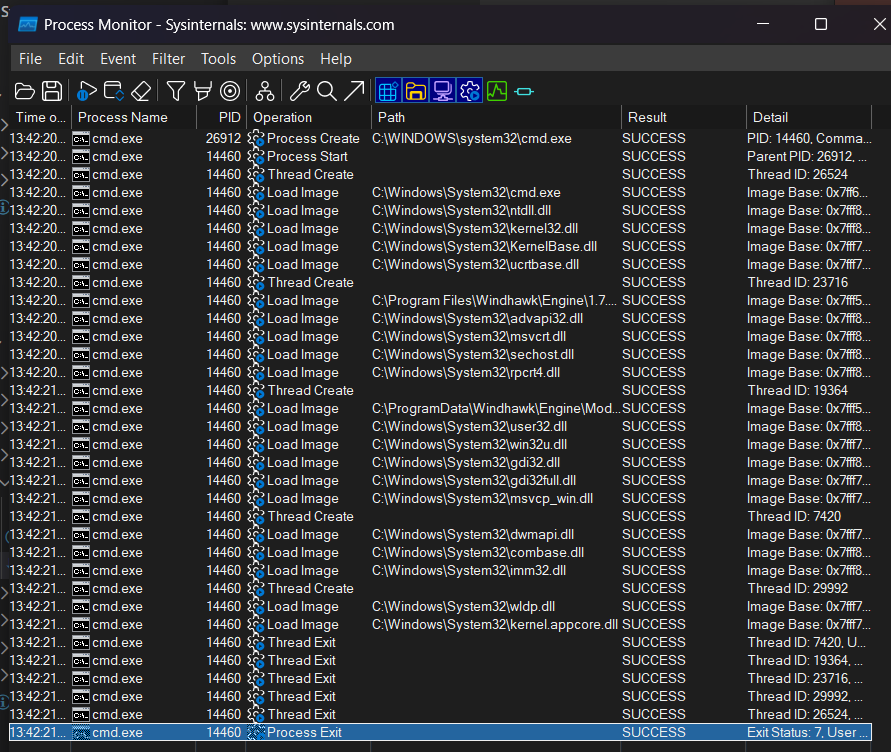 Process Monitor - Sysinternals: www.sysinternals.com
File Edit Event Filter Tools Options Help
Time o... Process Name PID Operation Path Result Detail
13:42:20... cmd.exe 26912 Process Create C:\WINDOWS\system32\cmd.exe SUCCESS PID: 14460, Comma...
13:42:20... cmd.exe 14460 Process Start SUCCESS Parent PID: 26912, ...
13:42:20... cmd.exe 14460 Thread Create SUCCESS Thread ID: 26524
13:42:20... cmd.exe 14460 Load Image C:\Windows\System32\cmd.exe SUCCESS Image Base: 0x7ff6...
13:42:20... cmd.exe 14460 Load Image C:\Windows\System32\ntdll.dll SUCCESS Image Base: 0x7fff8...
13:42:20... cmd.exe 14460 Load Image C:\Windows\System32\kernel32.dll SUCCESS Image Base: 0x7fff8...
13:42:20... cmd.exe 14460 Load Image C:\Windows\System32\KernelBase.dll SUCCESS Image Base: 0x7fff7...
13:42:20... cmd.exe 14460 Load Image C:\Windows\System32\ucrtbase.dll SUCCESS Image Base: 0x7fff7...
13:42:20... cmd.exe 14460 Thread Create SUCCESS Thread ID: 23716
13:42:20... cmd.exe 14460 Load Image C:\Program Files\Windhawk\Engine\1.7.... SUCCESS Image Base: 0x7fff5...
13:42:20... cmd.exe 14460 Load Image C:\Windows\System32\advapi32.dll SUCCESS Image Base: 0x7fff8...
13:42:20... cmd.exe 14460 Load Image C:\Windows\System32\msvcrt.dll SUCCESS Image Base: 0x7fff8...
13:42:20... cmd.exe 14460 Load Image C:\Windows\System32\sechost.dll SUCCESS Image Base: 0x7fff8...
13:42:20... cmd.exe 14460 Load Image C:\Windows\System32\rpcrt4.dll SUCCESS Image Base: 0x7fff8...
13:42:21... cmd.exe 14460 Thread Create SUCCESS Thread ID: 19364
13:42:21... cmd.exe 14460 Load Image C:\ProgramData\Windhawk\Engine\Mod... SUCCESS Image Base: 0x7fff5...
13:42:21... cmd.exe 14460 Load Image C:\Windows\System32\user32.dll SUCCESS Image Base: 0x7fff8...
13:42:21... cmd.exe 14460 Load Image C:\Windows\System32\win32u.dll SUCCESS Image Base: 0x7fff7...
13:42:21... cmd.exe 14460 Load Image C:\Windows\System32\gdi32.dll SUCCESS Image Base: 0x7fff8...
13:42:21... cmd.exe 14460 Load Image C:\Windows\System32\gdi32full.dll SUCCESS Image Base: 0x7fff7...
13:42:21... cmd.exe 14460 Load Image C:\Windows\System32\msvcp_win.dll SUCCESS Image Base: 0x7fff7...
13:42:21... cmd.exe 14460 Thread Create SUCCESS Thread ID: 7420
13:42:21... cmd.exe 14460 Load Image C:\Windows\System32\dwmapi.dll SUCCESS Image Base: 0x7fff7...
13:42:21... cmd.exe 14460 Load Image C:\Windows\System32\combase.dll SUCCESS Image Base: 0x7fff8...
13:42:21... cmd.exe 14460 Load Image C:\Windows\System32\imm32.dll SUCCESS Image Base: 0x7fff8...
13:42:21... cmd.exe 14460 Thread Create SUCCESS Thread ID: 29992
13:42:21... cmd.exe 14460 Load Image C:\Windows\System32\wldp.dll SUCCESS Image Base: 0x7fff7...
13:42:21... cmd.exe 14460 Load Image C:\Windows\System32\kernel.appcore.dll SUCCESS Image Base: 0x7fff7...
13:42:21... cmd.exe 14460 Thread Exit SUCCESS Thread ID: 7420, U...
13:42:21... cmd.exe 14460 Thread Exit SUCCESS Thread ID: 19364, ...
13:42:21... cmd.exe 14460 Thread Exit SUCCESS Thread ID: 23716, ...
13:42:21... cmd.exe 14460 Thread Exit SUCCESS Thread ID: 29992, ...
13:42:21... cmd.exe 14460 Thread Exit SUCCESS Thread ID: 26524, ...
13:42:21... cmd.exe 14460 Process Exit SUCCESS Exit Status: 7, User ...